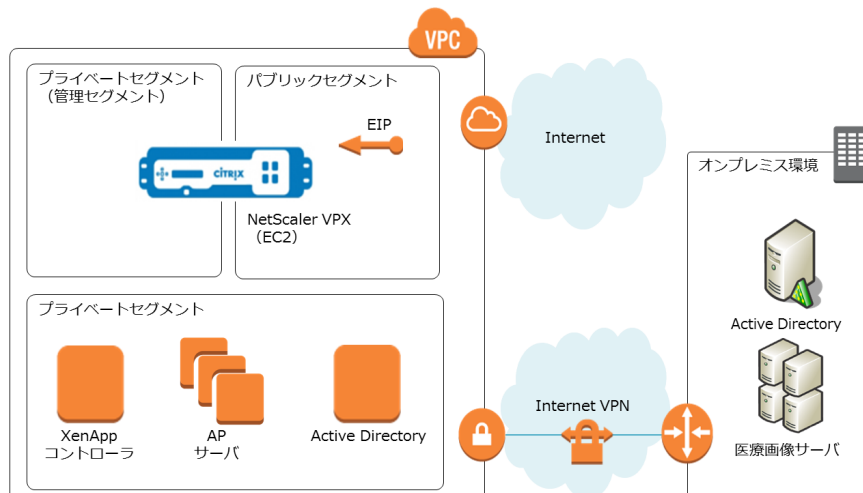 VPC
プライベートセグメント
（管理セグメント）
パブリックセグメント
EIP
CİTRIX
NetScaler VPX
（EC2）
Internet
オンプレミス環境
Active Directory
医療画像サーバ
プライベートセグメント
XenApp
コントローラ
AP
サーバ
Active Directory
Internet VPN